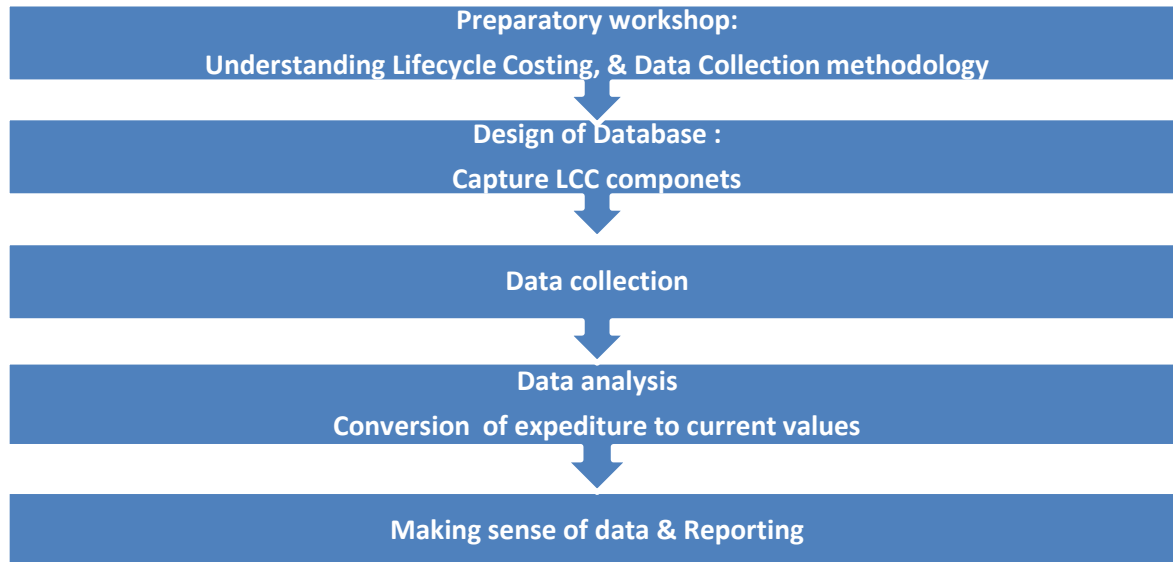 Preparatory workshop:
Understanding Lifecycle Costing, & Data Collection methodology
Design of Database :
Capture LCC componets
Data collection
Data analysis
Conversion of expediture to current values
Making sense of data & Reporting